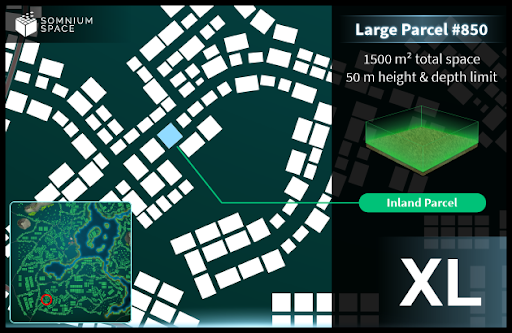 SOMNIUM
SPACE
Large Parcel #850
1500 m² total space
50 m height & depth limit
Inland Parcel
XL